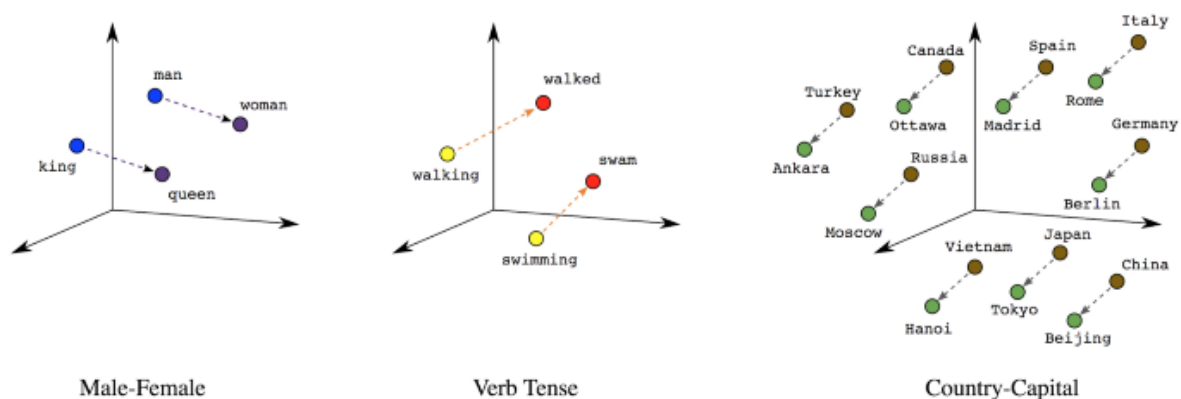 man
woman
king
queen
Male-Female
walked
walking
swam
swimming
Verb Tense
Italy
Canada
Spain
Rome
Turkey
Ottawa
Madrid
Germany
Ankara
Russia
Berlin
Moscow
Vietnam
Japan
China
Hanoi
Tokyo
Beijing
Country-Capital